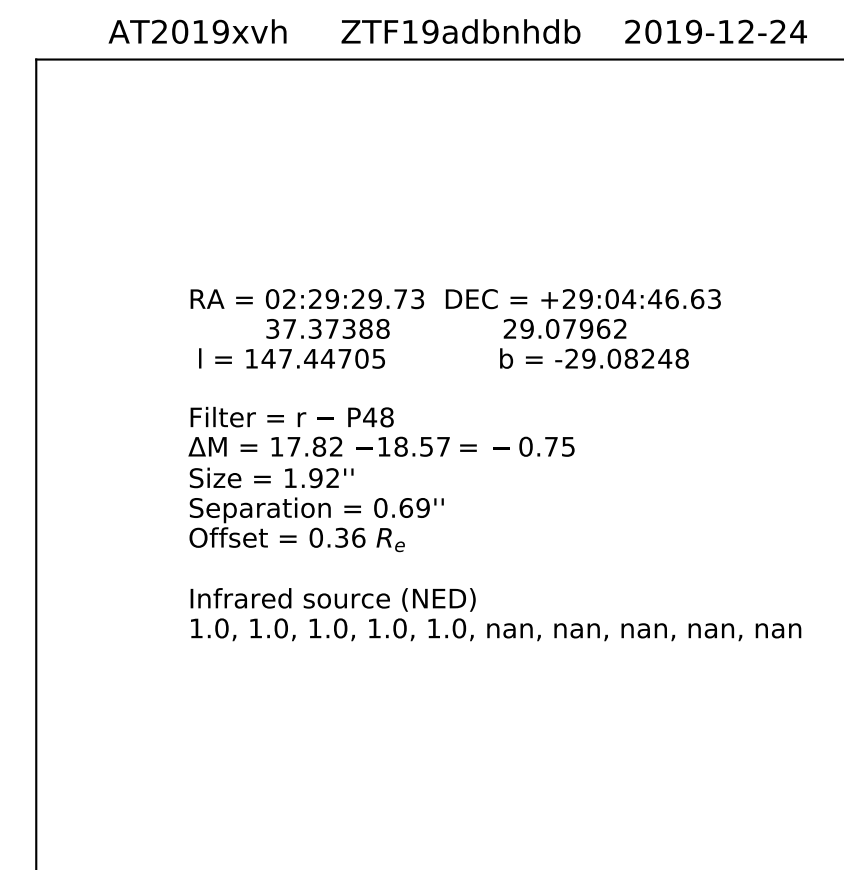 AT2019xvh ZTF19adbnhdb 2019-12-24
RA = 02:29:29.73 DEC = +29:04:46.63
37.37388 29.07962
l = 147.44705 b = -29.08248
Filter = r − P48
ΔM = 17.82 −18.57 = − 0.75
Size = 1.92''
Separation = 0.69''
Offset = 0.36 Re
Infrared source (NED)
1.0, 1.0, 1.0, 1.0, 1.0, nan, nan, nan, nan, nan